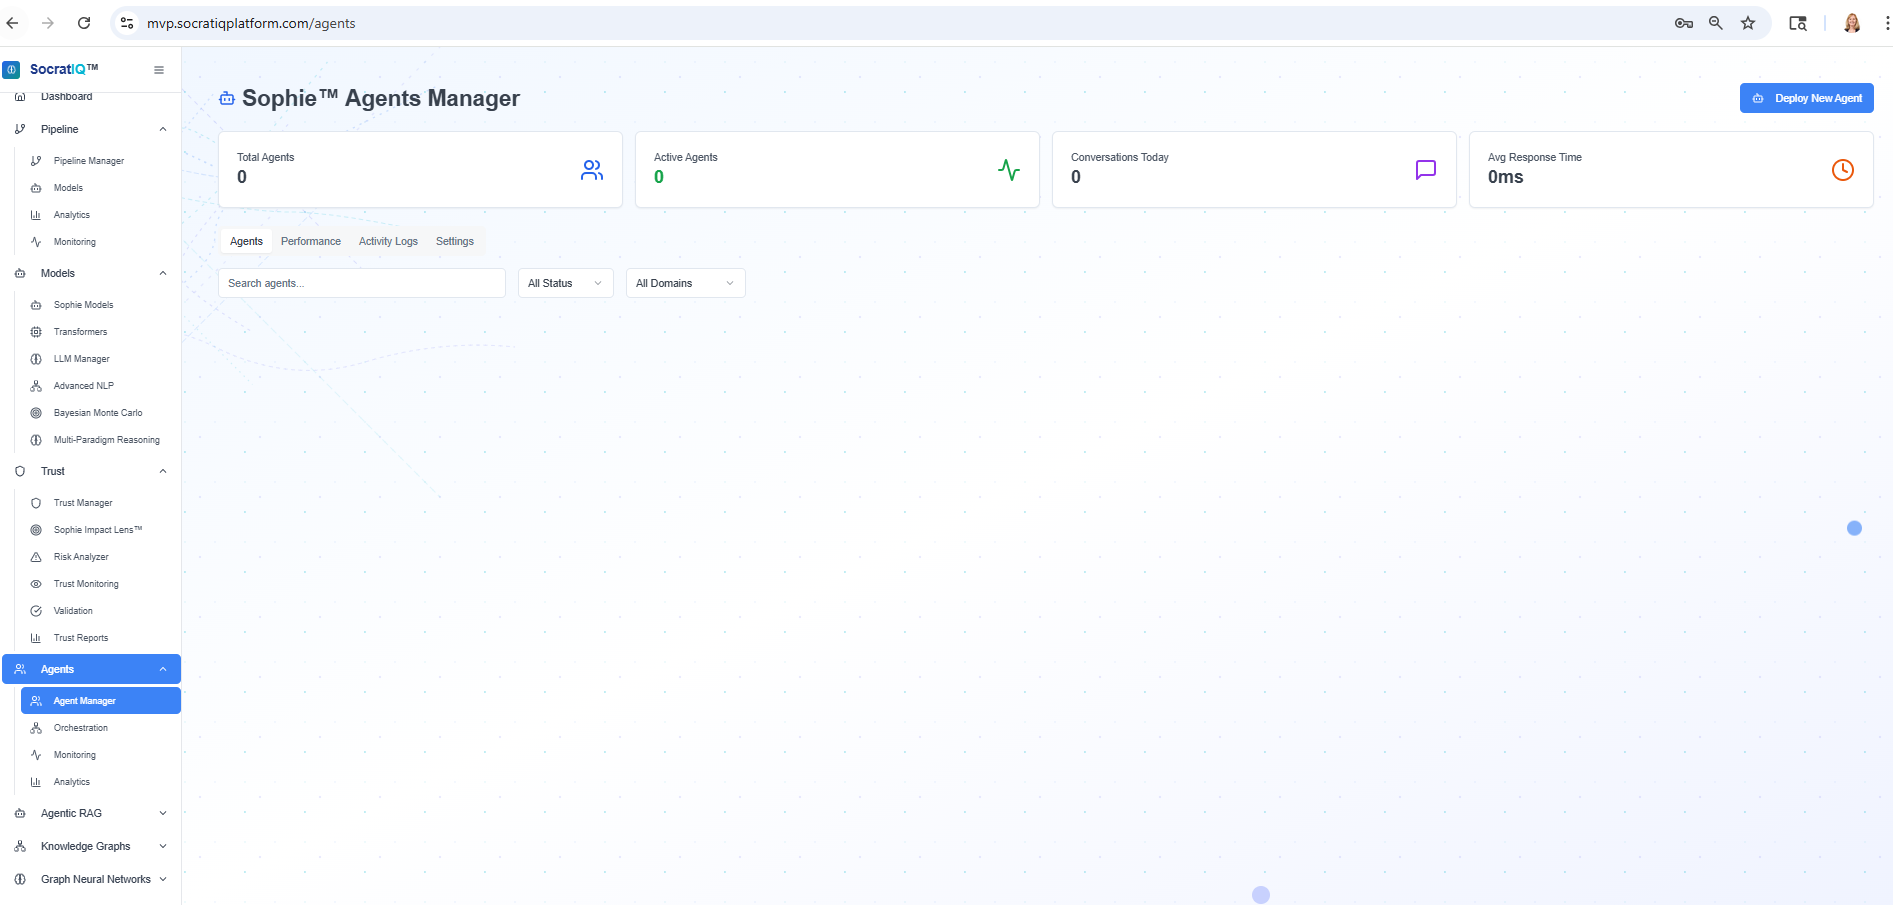 mvp.socratiqplatform.com/agents
SocratIQ™
Dashboard
Pipeline
Pipeline Manager
Models
Analytics
Monitoring
Models
Sophie Models
Transformers
LLM Manager
Advanced NLP
Bayesian Monte Carlo
Multi-Paradigm Reasoning
Trust
Trust Manager
Sophie Impact Lens™
Risk Analyzer
Trust Monitoring
Validation
Trust Reports
Agents
Agent Manager
Orchestration
Monitoring
Analytics
Agentic RAG
Knowledge Graphs
Graph Neural Networks
Sophie™ Agents Manager
Deploy New Agent
Total Agents
0
Active Agents
0
Conversations Today
0
Avg Response Time
0ms
Agents Performance Activity Logs Settings
Search agents... All Status All Domains